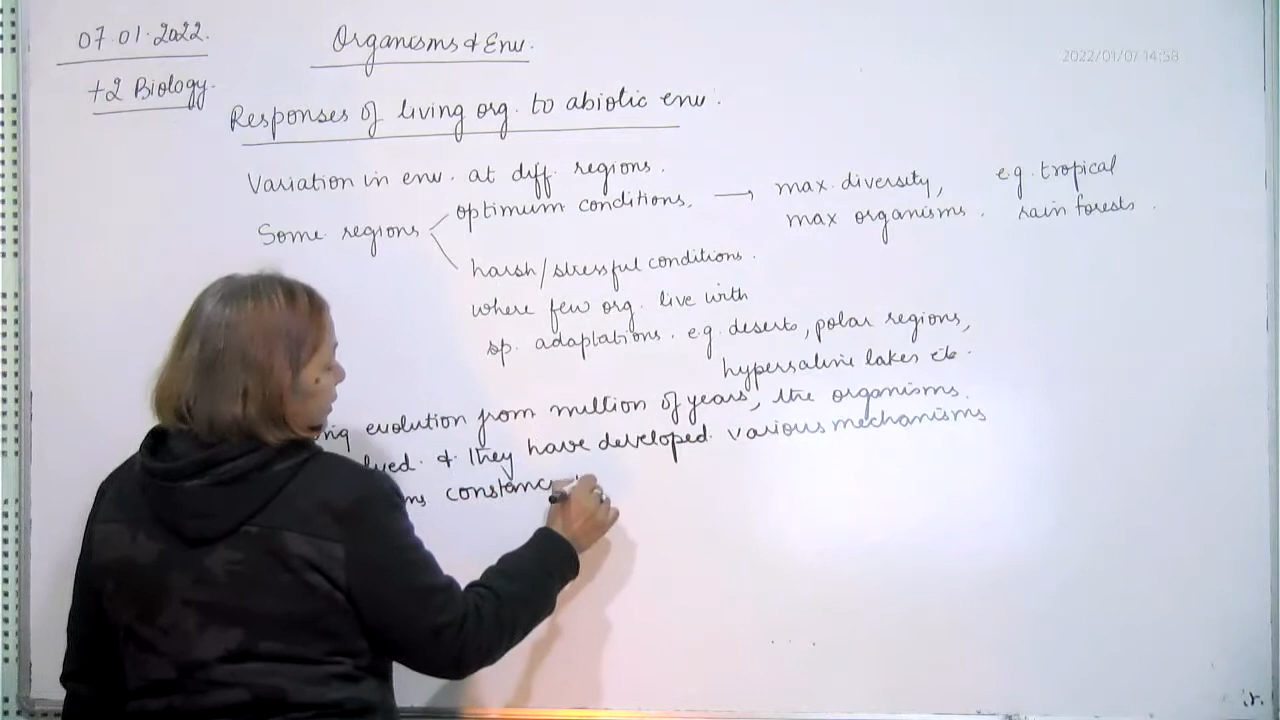 07.01.2022.
Organisms & Env.
2022/01/07 14:58
+2 Biology.
Responses of living org. to abiotic env.
Variation in env. at diff. regions.
Some regions
optimum conditions. → max. diversity, e.g. tropical
max organisms. rain forests.
harsh/stressful conditions.
where few org. live with
sp. adaptations. e.g. deserts, polar regions,
hypersaline lakes etc.
evolution from million of years, the organisms.
& they have developed various mechanisms